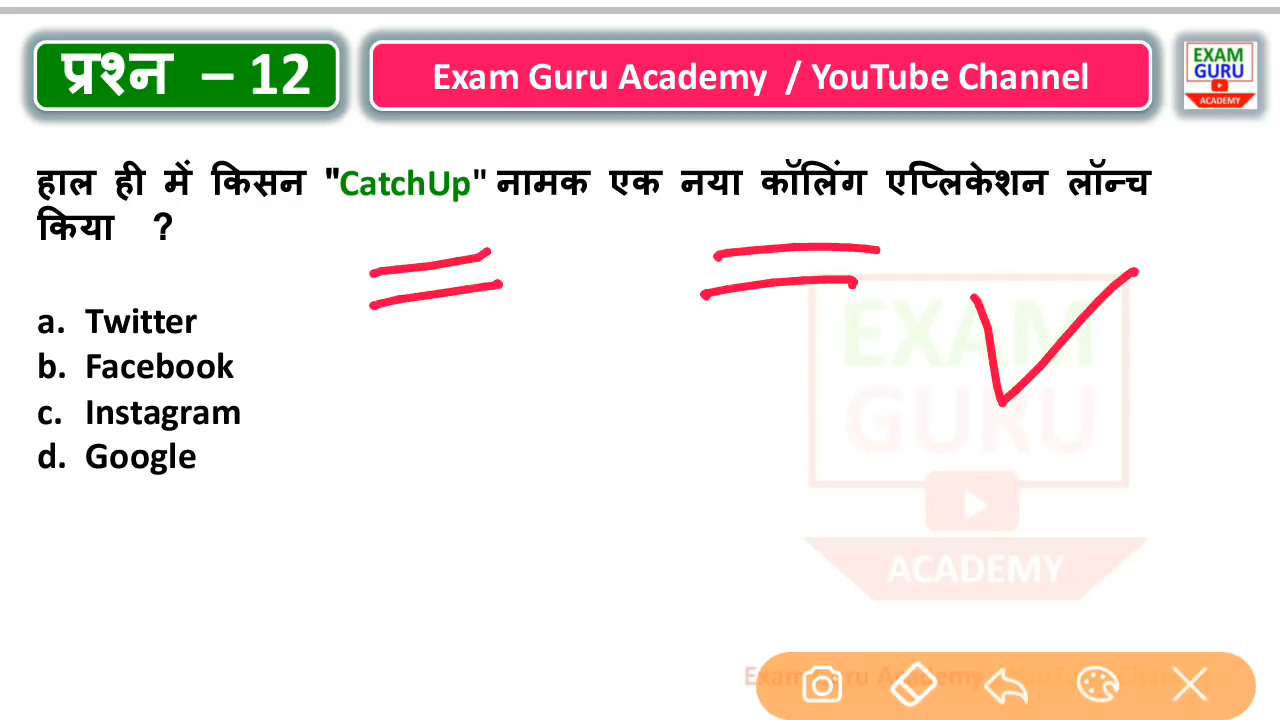 प्रश्न – 12
Exam Guru Academy / YouTube Channel
EXAM
GURU
ACADEMY
हाल ही में किसन "CatchUp" नामक एक नया कॉलिंग एप्लिकेशन लॉन्च
किया ?
a. Twitter
b. Facebook
c. Instagram
d. Google
EXAM
GURU
ACADEMY